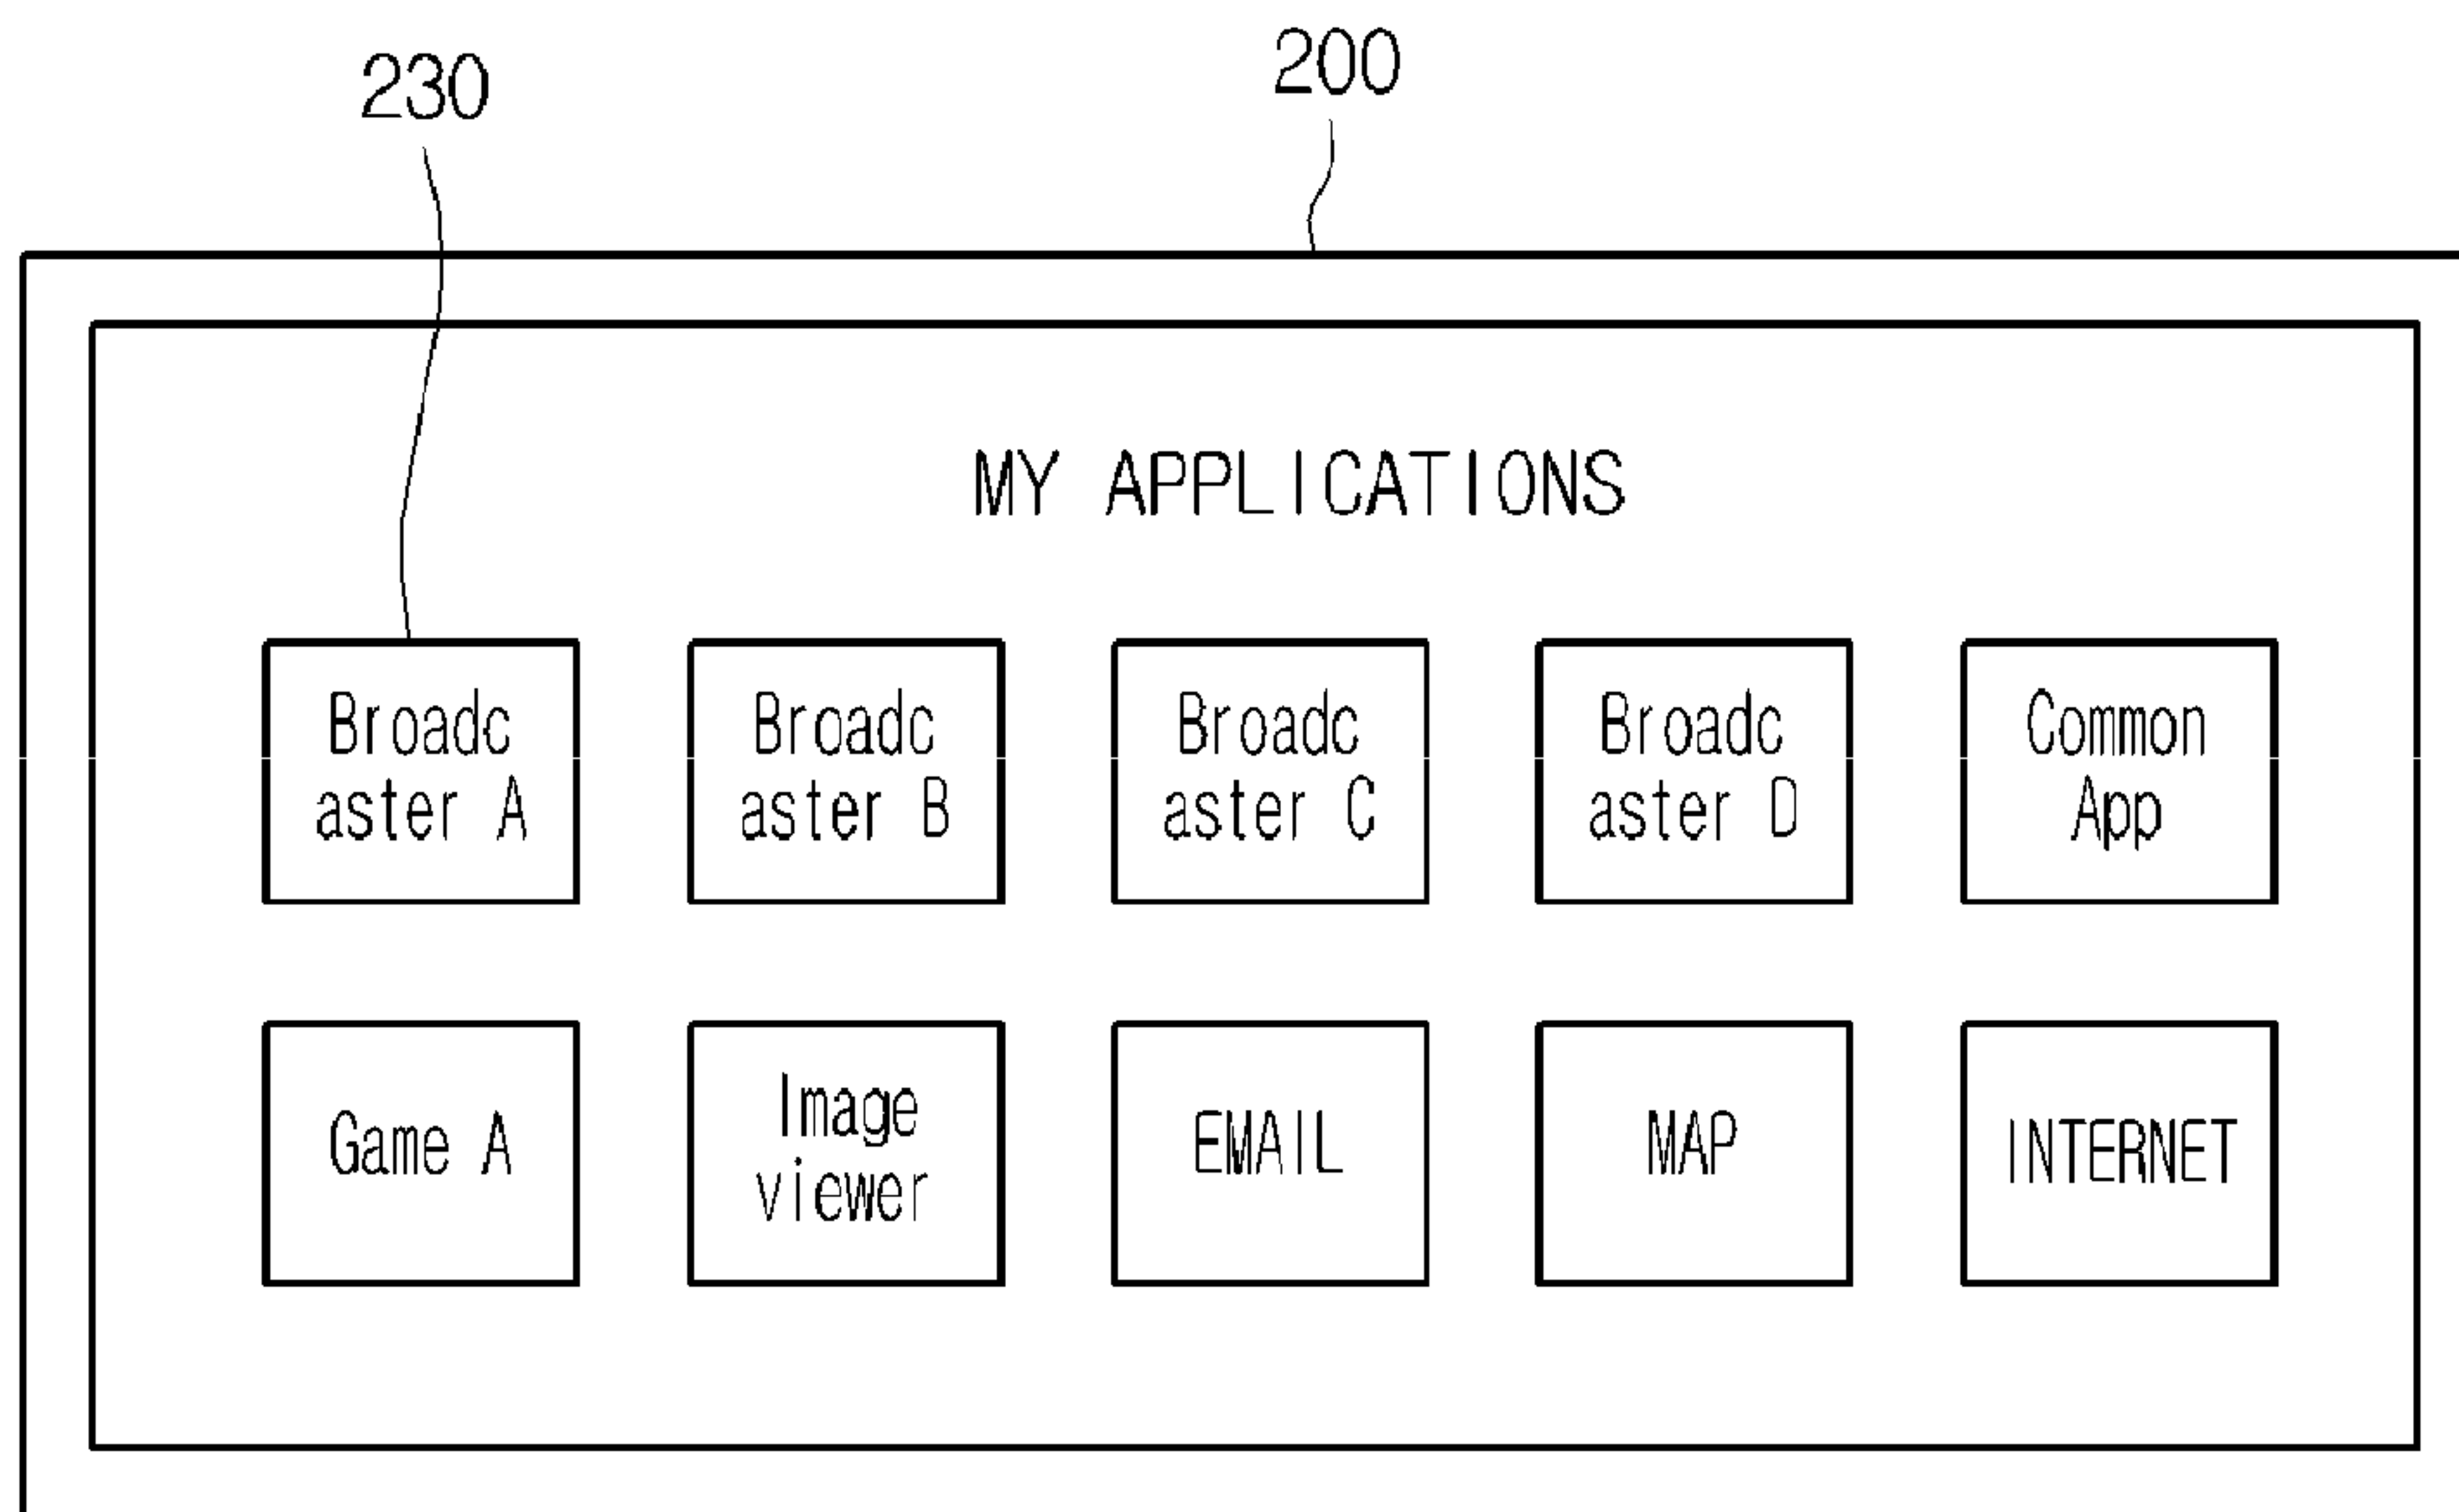 230
200
MY APPLICATIONS
Broadc
aster A
Broadc
aster B
Broadc
aster C
Broadc
aster D
Common
App
Game A
Image
viewer
EMAIL
MAP
INTERNET